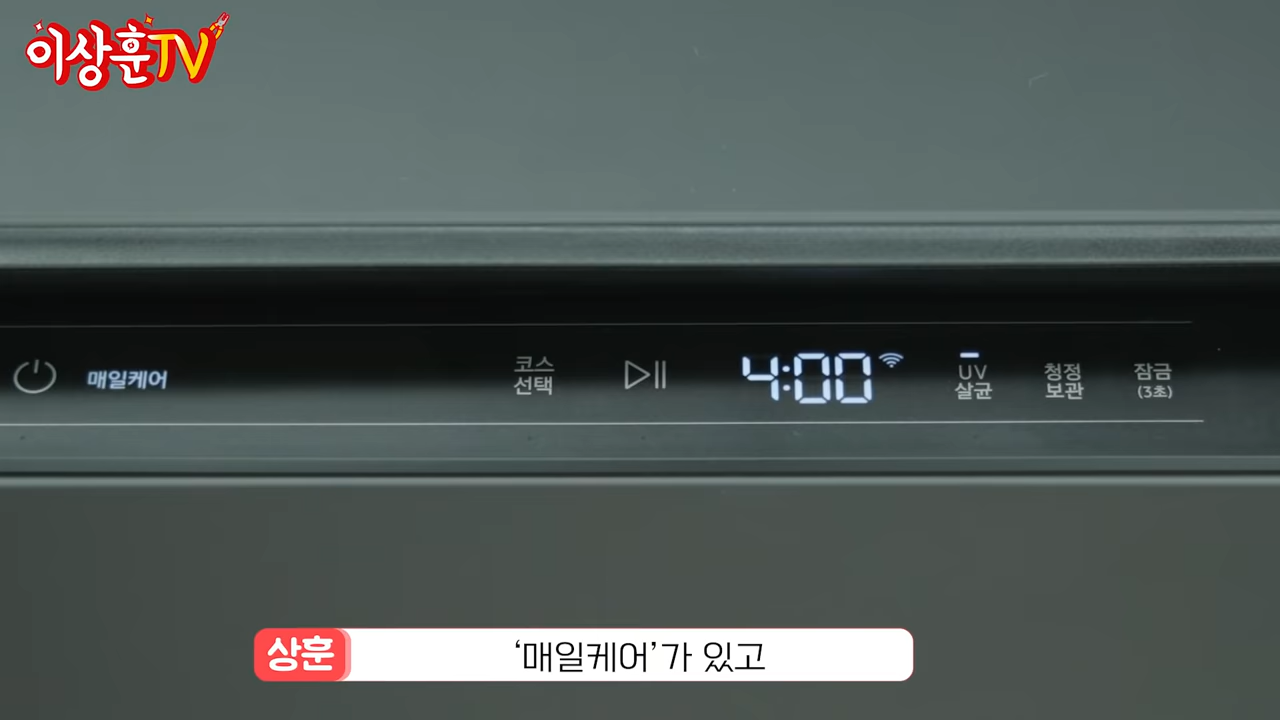 이상훈TV
매일케어
코스
선택
4:00
UV
살균
청정
보관
잠금
(3초)
상훈
‘매일케어’가 있고